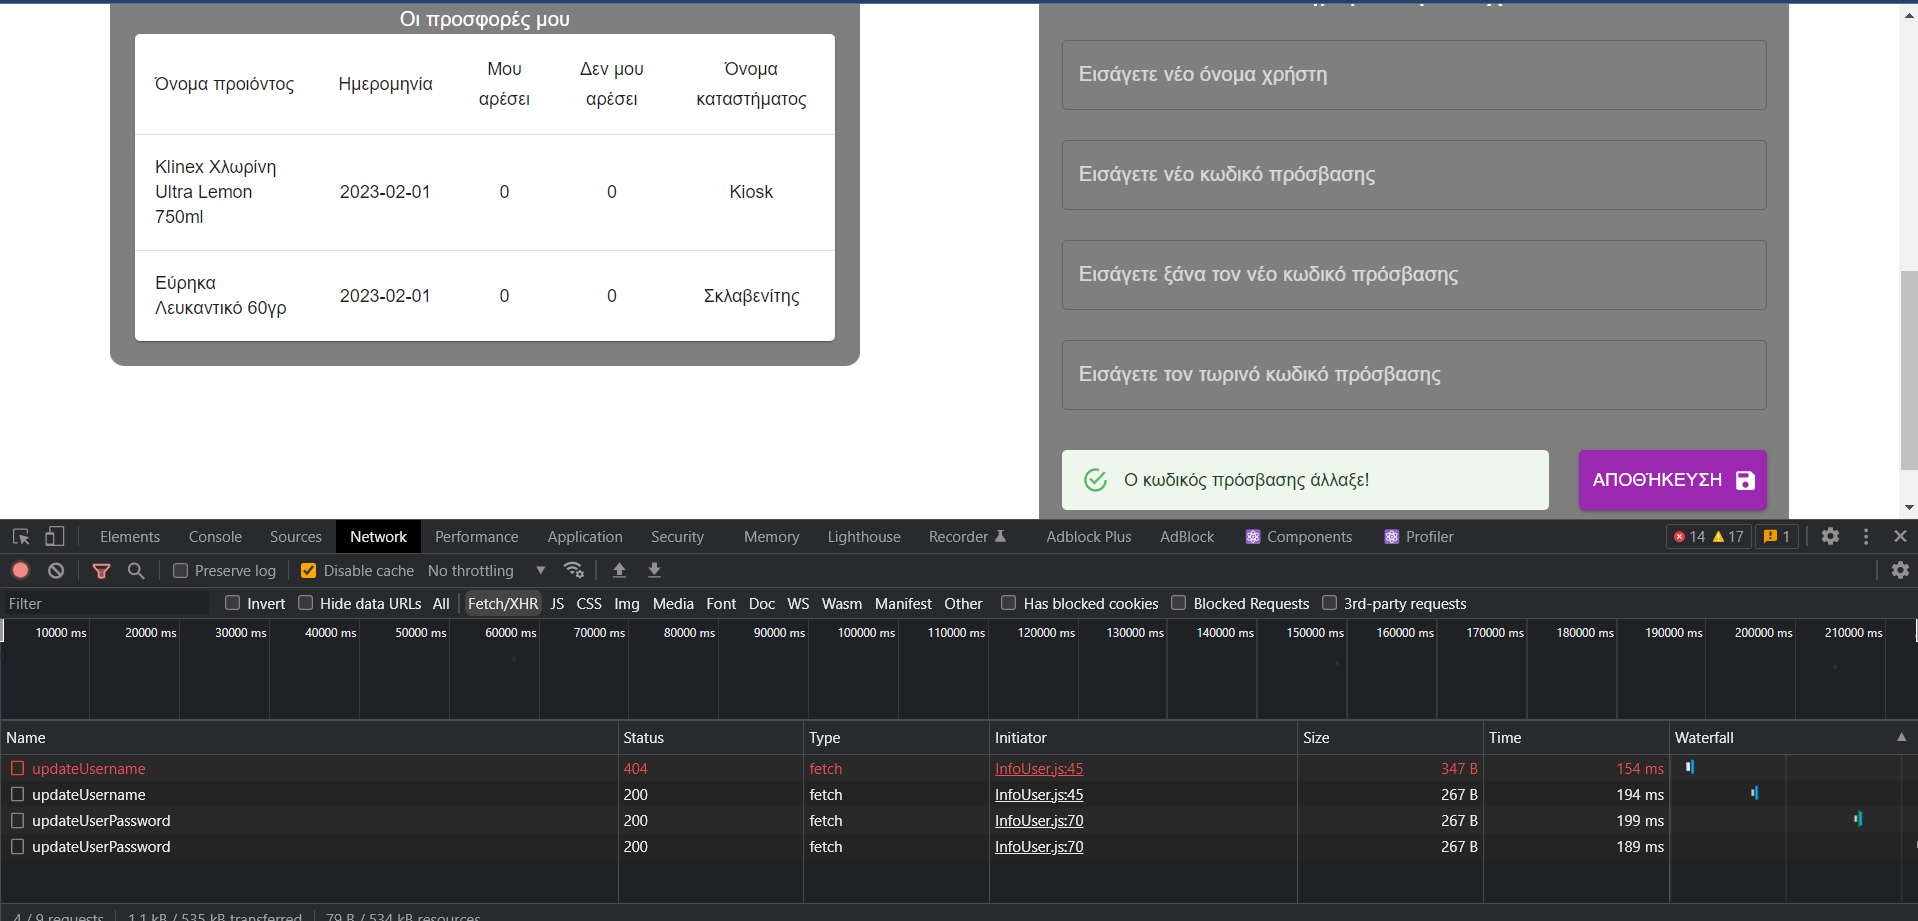 Οι προσφορές μου
Όνομα προιόντος Ημερομηνία Μου αρέσει Δεν μου αρέσει Όνομα καταστήματος
Klinex Χλωρίνη Ultra Lemon 750ml 2023-02-01 0 0 Kiosk
Εύρηκα Λευκαντικό 60γρ 2023-02-01 0 0 Σκλαβενίτης
Εισάγετε νέο όνομα χρήστη
Εισάγετε νέο κωδικό πρόσβασης
Εισάγετε ξάνα τον νέο κωδικό πρόσβασης
Εισάγετε τον τωρινό κωδικό πρόσβασης
Ο κωδικός πρόσβασης άλλαξε!
ΑΠΟΘΉΚΕΥΣΗ
Elements Console Sources Network Performance Application Security Memory Lighthouse Recorder Adblock Plus AdBlock Components Profiler 14 17 1
Preserve log Disable cache No throttling
Filter Invert Hide data URLs All Fetch/XHR JS CSS Img Media Font Doc WS Wasm Manifest Other Has blocked cookies Blocked Requests 3rd-party requests
10000 ms 20000 ms 30000 ms 40000 ms 50000 ms 60000 ms 70000 ms 80000 ms 90000 ms 100000 ms 110000 ms 120000 ms 130000 ms 140000 ms 150000 ms 160000 ms 170000 ms 180000 ms 190000 ms 200000 ms 210000 ms
Name Status Type Initiator Size Time Waterfall
updateUsername 404 fetch InfoUser.js:45 347 B 154 ms
updateUsername 200 fetch InfoUser.js:45 267 B 194 ms
updateUserPassword 200 fetch InfoUser.js:70 267 B 199 ms
updateUserPassword 200 fetch InfoUser.js:70 267 B 189 ms
4 / 9 requests 1.1 kB / 535 kB transferred 79 B / 534 kB resources